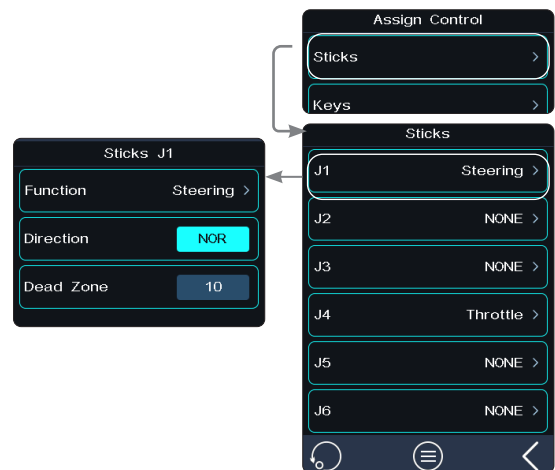 Assign Control
Sticks >
Keys >
Sticks
J1 Steering >
J2 NONE >
J3 NONE >
J4 Throttle >
J5 NONE >
J6 NONE >
Sticks J1
Function Steering >
Direction NOR
Dead Zone 10